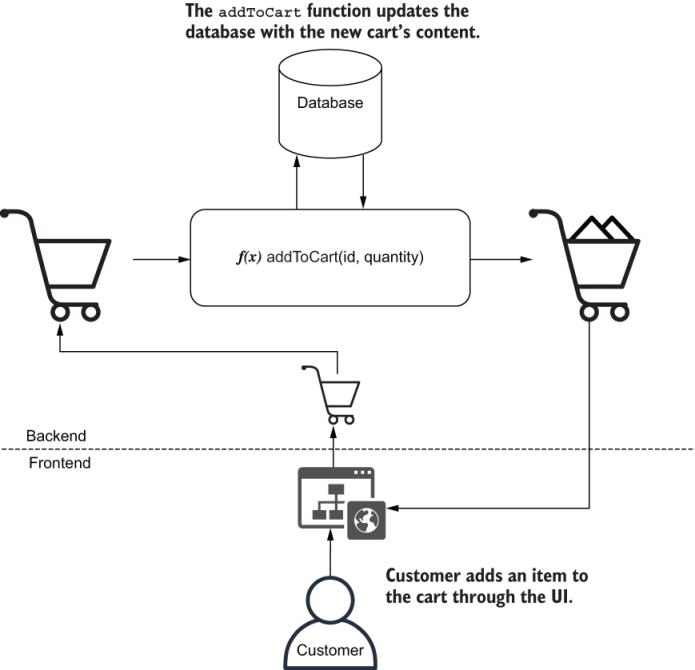 The addToCart function updates the
database with the new cart's content.
Database
f(x) addToCart(id, quantity)
Backend
Frontend
Customer adds an item to
the cart through the UI.
Customer